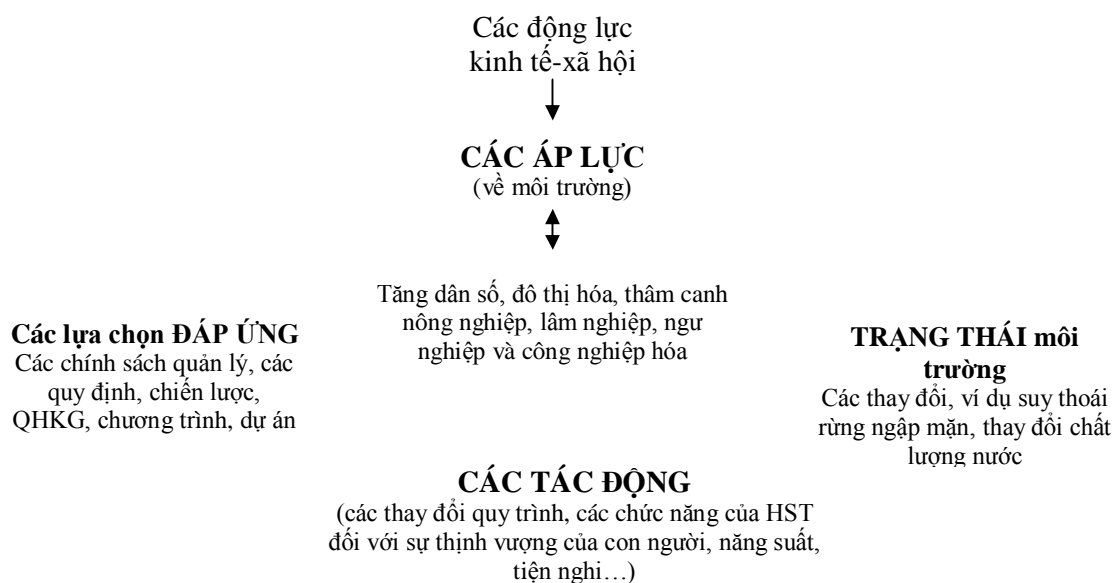 Các động lực
kinh tế-xã hội
CÁC ÁP LỰC
(về môi trường)
Tăng dân số, đô thị hóa, thâm canh
nông nghiệp, lâm nghiệp, ngư
nghiệp và công nghiệp hóa
Các lựa chọn ĐÁP ỨNG
Các chính sách quản lý, các
quy định, chiến lược,
QHKG, chương trình, dự án
TRẠNG THÁI môi
trường
Các thay đổi, ví dụ suy thoái
rừng ngập mặn, thay đổi chất
lượng nước
CÁC TÁC ĐỘNG
(các thay đổi quy trình, các chức năng của HST
đối với sự thịnh vượng của con người, năng suất,
tiện nghi…)